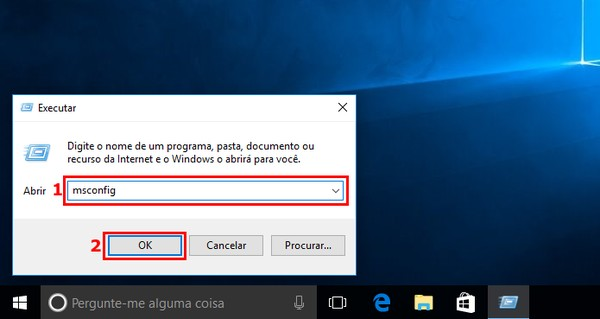 Executar
Digite o nome de um programa, pasta, documento ou
recurso da Internet e o Windows o abrirá para você.
Abrir 1 msconfig
2 OK Cancelar Procurar...
Pergunte-me alguma coisa